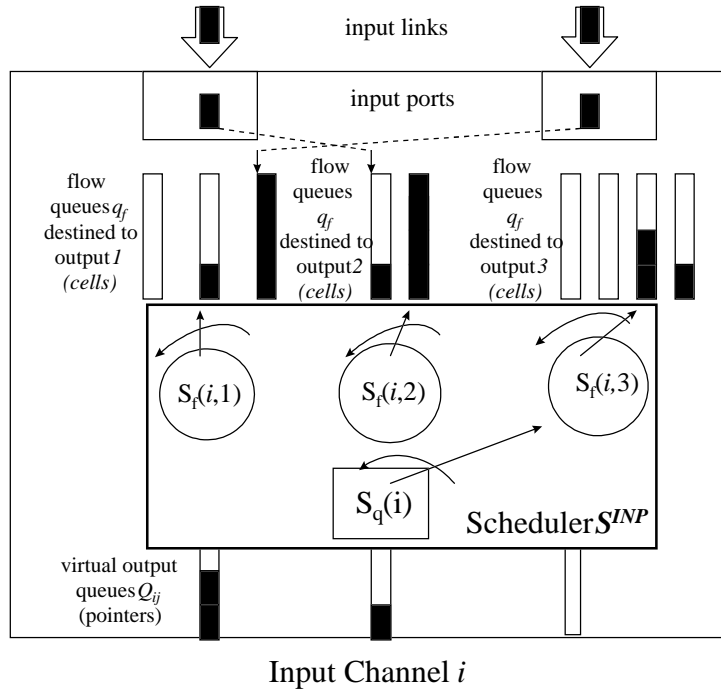 input links
input ports
flow
queues q_f
destined to
output 1
(cells)
flow
queues
q_f
destined to
output 2
(cells)
flow
queues
q_f
destined to
output 3
(cells)
S_f(i,1)
S_f(i,2)
S_f(i,3)
S_q(i)
Scheduler S^INP
virtual output
queues Q_ij
(pointers)
Input Channel i